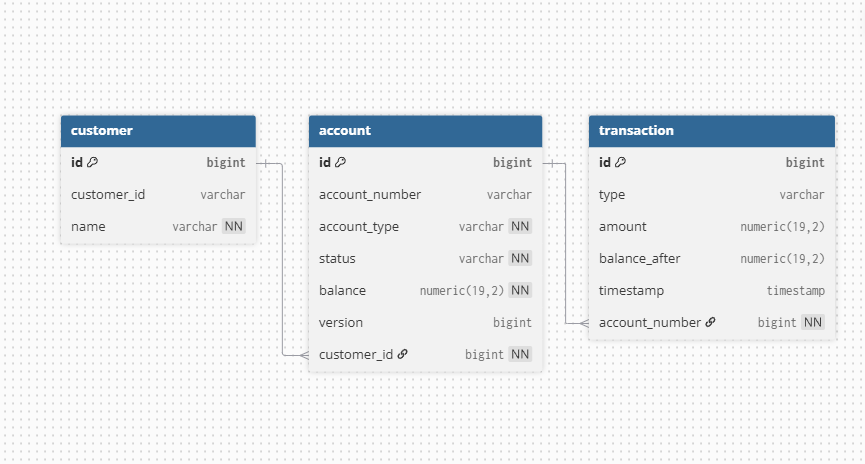 customer
id bigint
customer_id varchar
name varchar NN
account
id bigint
account_number varchar
account_type varchar NN
status varchar NN
balance numeric(19,2) NN
version bigint
customer_id bigint NN
transaction
id bigint
type varchar
amount numeric(19,2)
balance_after numeric(19,2)
timestamp timestamp
account_number bigint NN